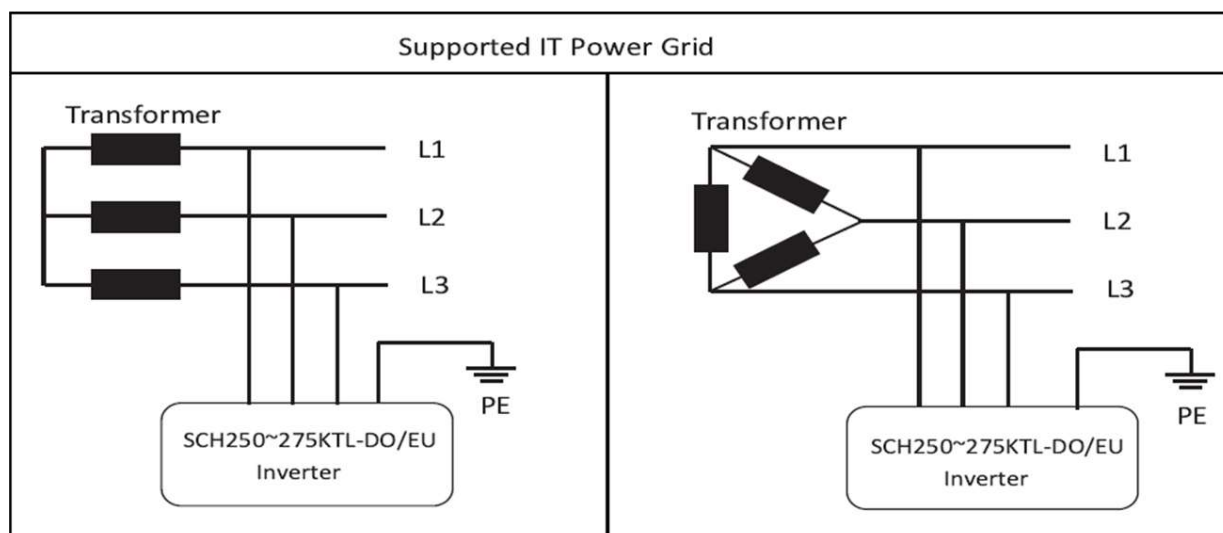 Supported IT Power Grid
Transformer
L1
L2
L3
PE
SCH250~275KTL-DO/EU
Inverter
Transformer
L1
L2
L3
PE
SCH250~275KTL-DO/EU
Inverter